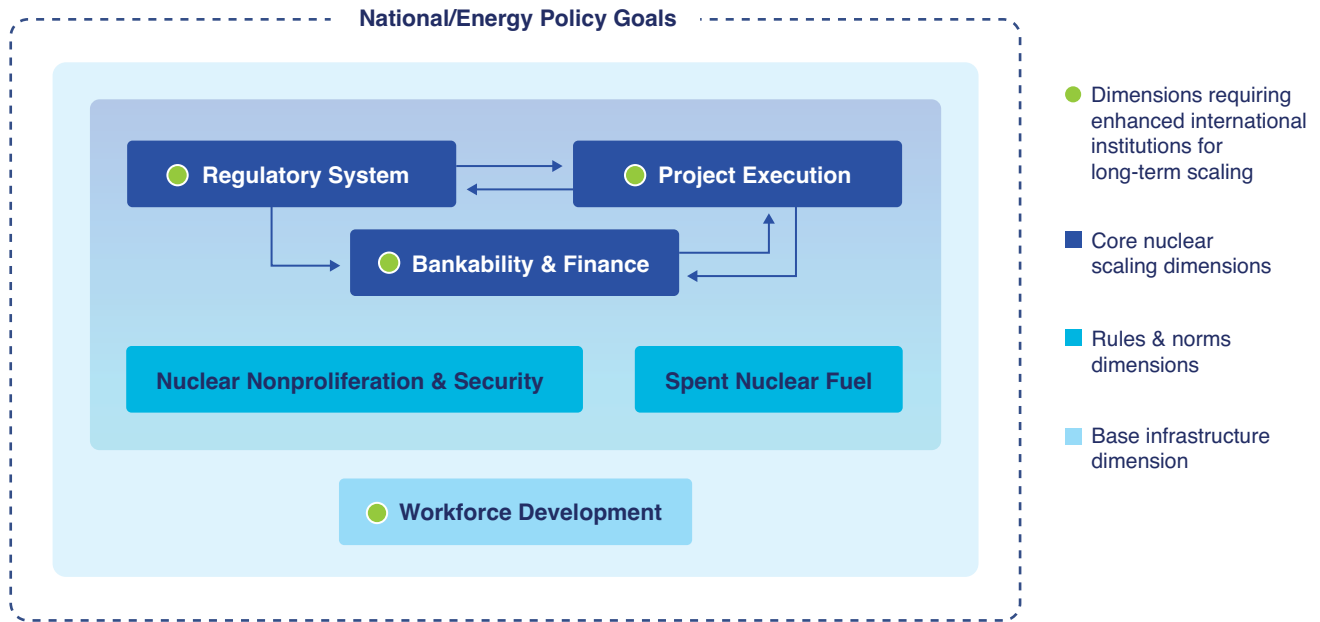 National/Energy Policy Goals
Regulatory System
Project Execution
Bankability & Finance
Nuclear Nonproliferation & Security
Spent Nuclear Fuel
Workforce Development
Dimensions requiring
enhanced international
institutions for
long-term scaling
Core nuclear
scaling dimensions
Rules & norms
dimensions
Base infrastructure
dimension